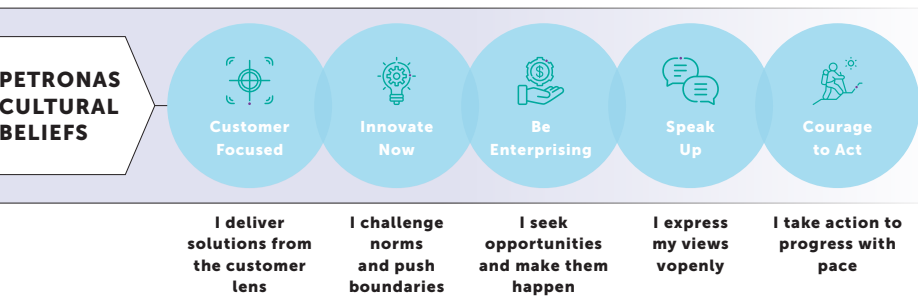 PETRONAS
CULTURAL
BELIEFS
Customer
Focused
Innovate
Now
Be
Enterprising
Speak
Up
Courage
to Act
I deliver
solutions from
the customer
lens
I challenge
norms
and push
boundaries
I seek
opportunities
and make them
happen
I express
my views
vopenly
I take action to
progress with
pace